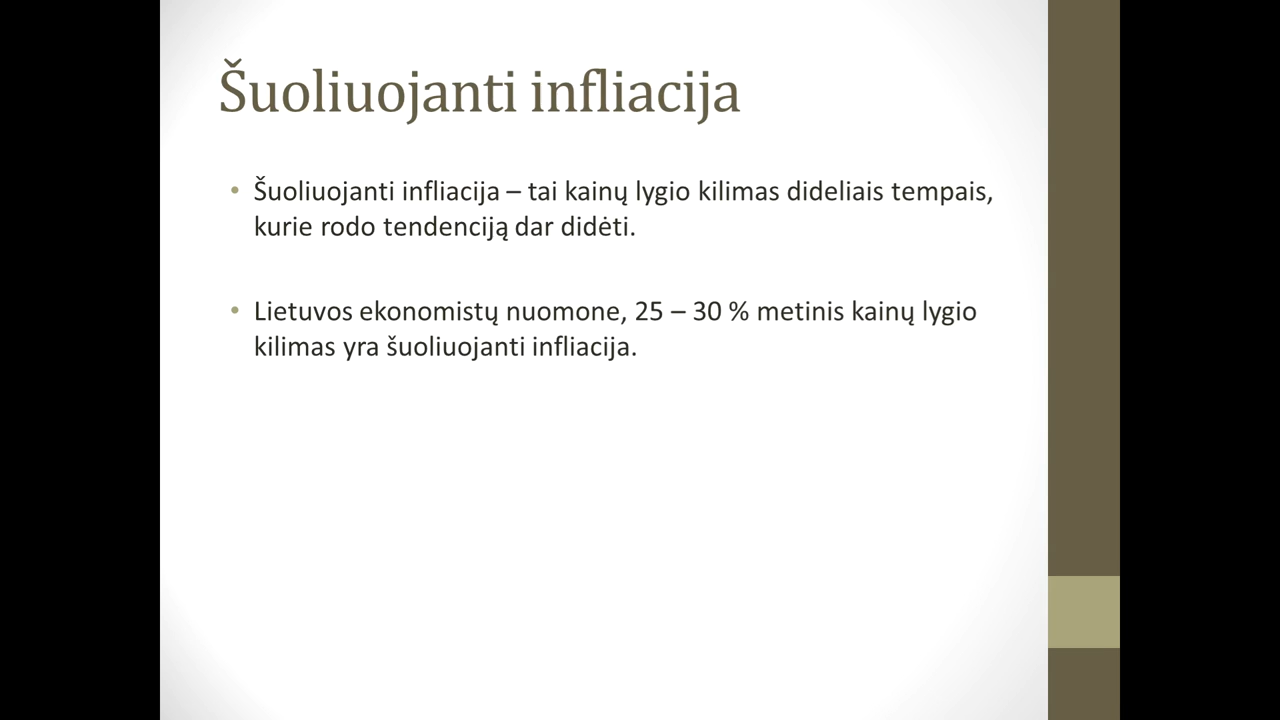 Šuoliuojanti infliacija
• Šuoliuojanti infliacija – tai kainų lygio kilimas dideliais tempais,
kurie rodo tendenciją dar didėti.
• Lietuvos ekonomistų nuomone, 25 – 30 % metinis kainų lygio
kilimas yra šuoliuojanti infliacija.